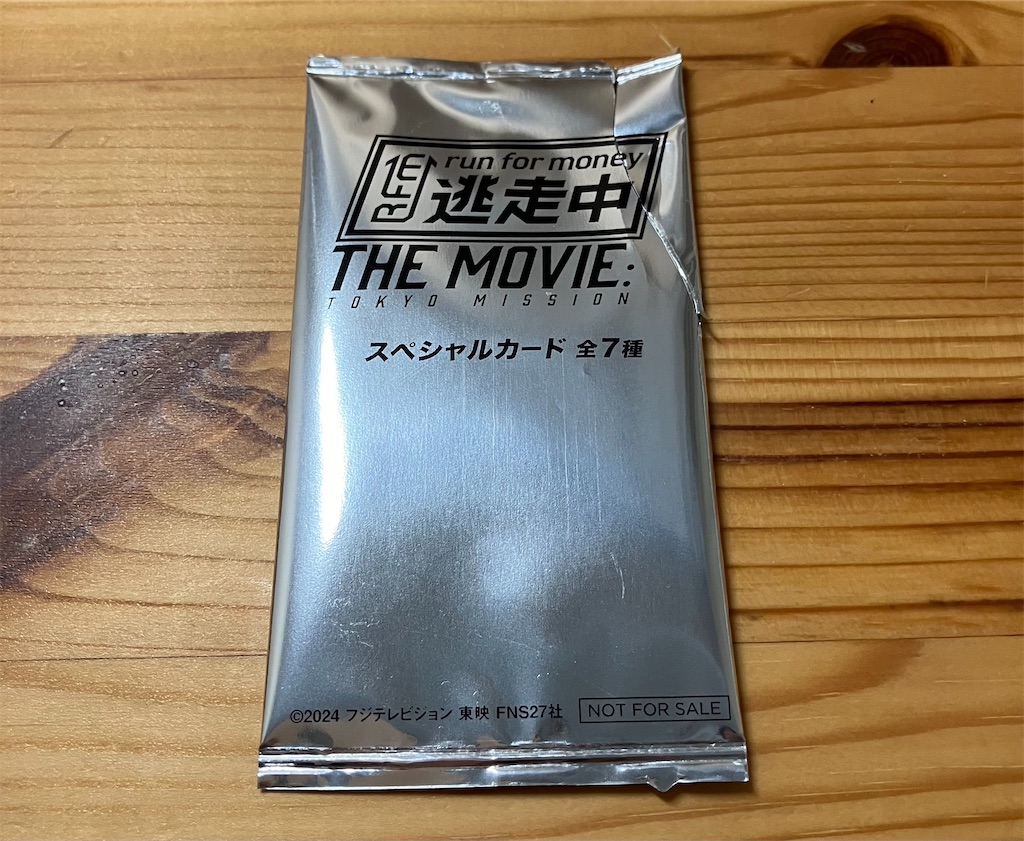 RFM
run for money
逃走中
THE MOVIE:
TOKYO MISSION
スペシャルカード 全7種
©2024 フジテレビジョン 東映 FNS27社
NOT FOR SALE